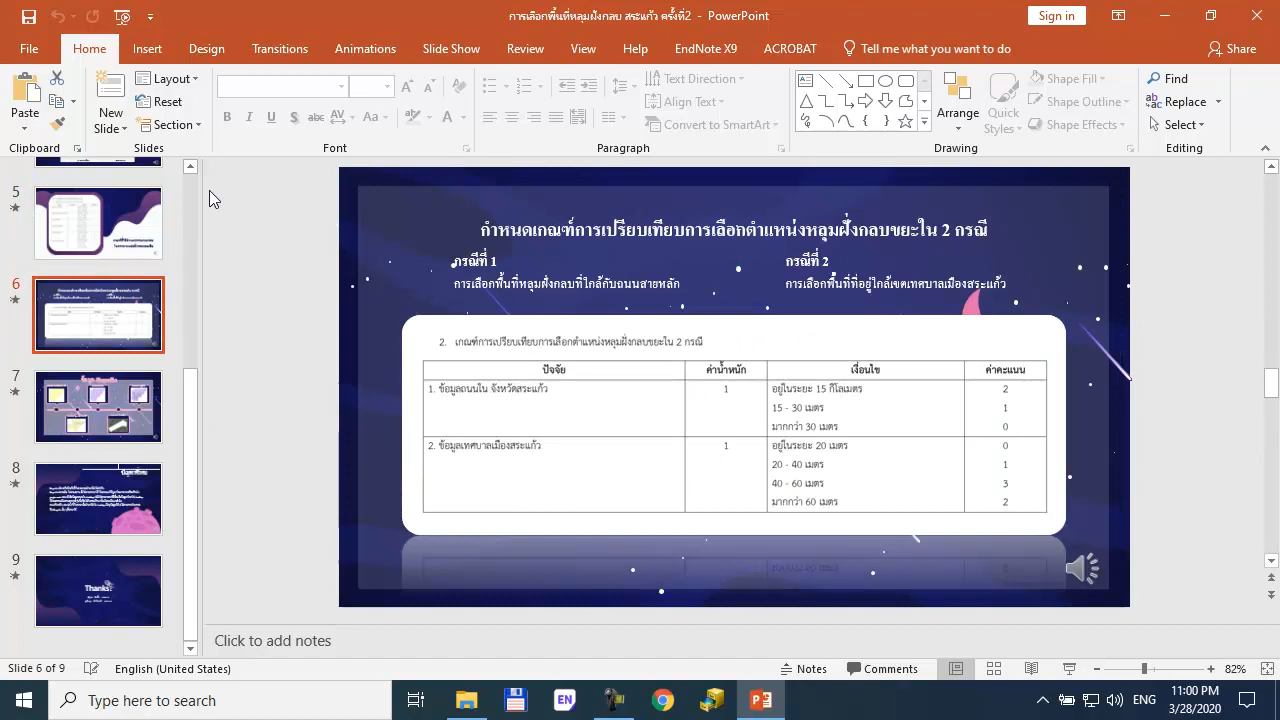 การเลือกพื้นที่หลุมฝังกลบ สระแก้ว ครั้งที่2 - PowerPoint
Sign in
File Home Insert Design Transitions Animations Slide Show Review View Help EndNote X9 ACROBAT Tell me what you want to do Share
Paste
New Slide
Layout
Reset
Section
Text Direction
Align Text
Convert to SmartArt
Arrange
Quick Styles
Shape Fill
Shape Outline
Shape Effects
Find
Replace
Select
Clipboard Slides Font Paragraph Drawing Editing
5
6
7
8
9
Thanks!
กำหนดเกณฑ์การเปรียบเทียบการเลือกตำแหน่งหลุมฝังกลบขยะใน 2 กรณี
กรณีที่ 1 กรณีที่ 2
การเลือกพื้นที่หลุมฝังกลบที่ใกล้กับถนนสายหลัก การเลือกพื้นที่ที่อยู่ใกล้เขตเทศบาลเมืองสระแก้ว
2. เกณฑ์การเปรียบเทียบการเลือกตำแหน่งหลุมฝังกลบขยะใน 2 กรณี
ปัจจัย ค่าน้ำหนัก เงื่อนไข ค่าคะแนน
1. ข้อมูลถนนใน จังหวัดสระแก้ว 1 อยู่ในระยะ 15 กิโลเมตร 2
15 - 30 เมตร 1
มากกว่า 30 เมตร 0
2. ข้อมูลเทศบาลเมืองสระแก้ว 1 อยู่ในระยะ 20 เมตร 0
20 - 40 เมตร 1
40 - 60 เมตร 3
มากกว่า 60 เมตร 2
Click to add notes
Slide 6 of 9 English (United States) Notes Comments 82%
Type here to search
EN
ENG
11:00 PM
3/28/2020